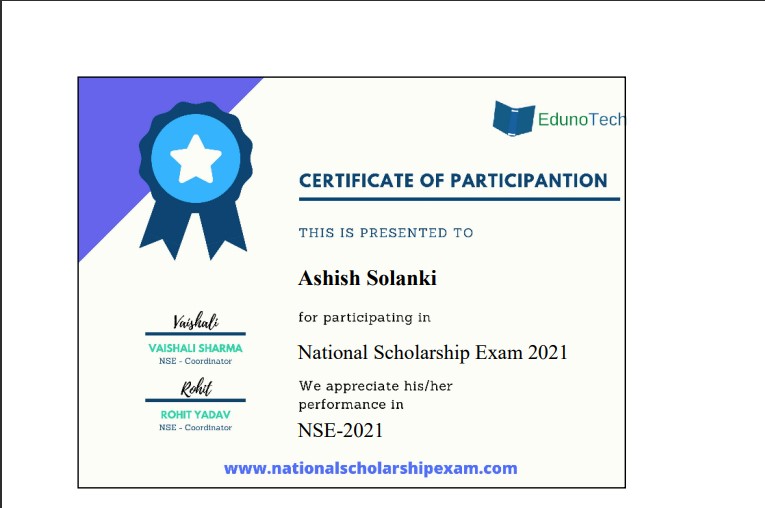 EdunoTech
CERTIFICATE OF PARTICIPANTION
THIS IS PRESENTED TO
Ashish Solanki
for participating in
National Scholarship Exam 2021
We appreciate his/her
performance in
NSE-2021
Vaishali
VAISHALI SHARMA
NSE - Coordinator
Rohit
ROHIT YADAV
NSE - Coordinator
www.nationalscholarshipexam.com